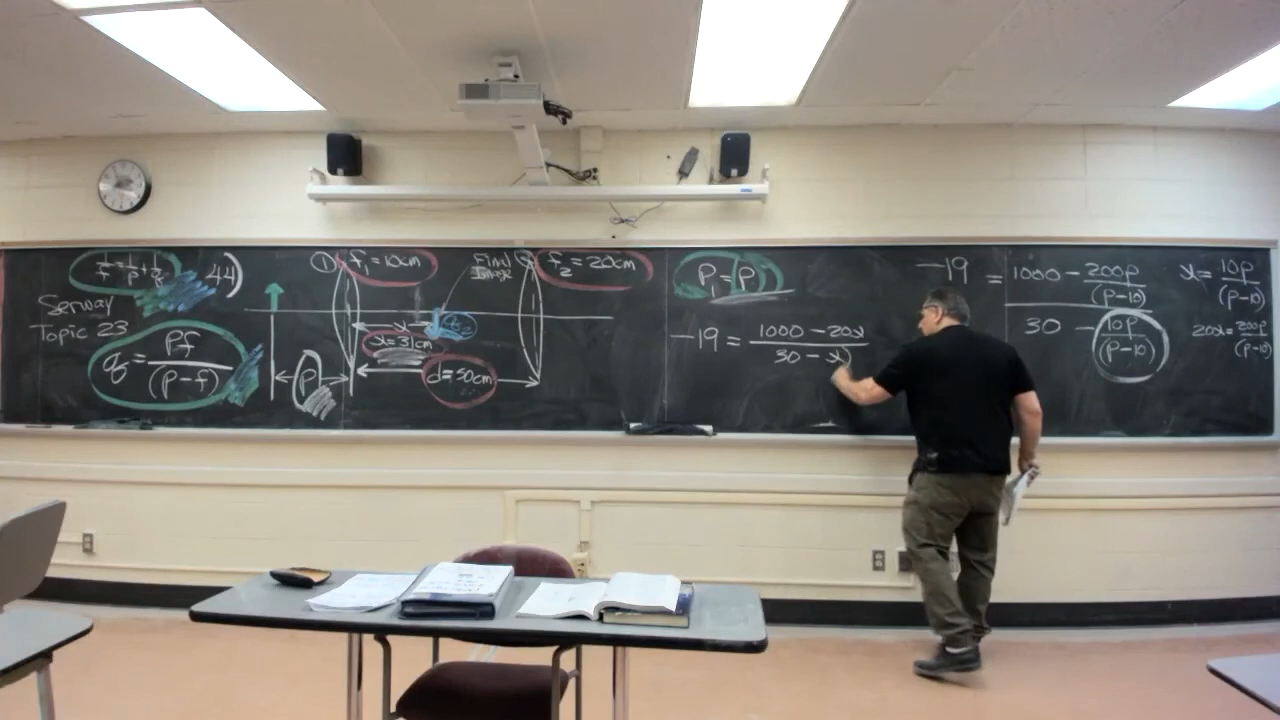 1/f = 1/p + 1/q
44)
Serway
Topic 23
q = pf/(p-f)
① f₁ = 10cm
Final
Image
f₂ = 20cm
x = 31cm
p
d = 50cm
P₁ = P
-19 = (1000 - 20x)/(30 - x)
-19 = (1000 - 200p/(p-10))/(30 - 10p/(p-10))
x = 10p/(p-10)
20x = 200p/(p-10)